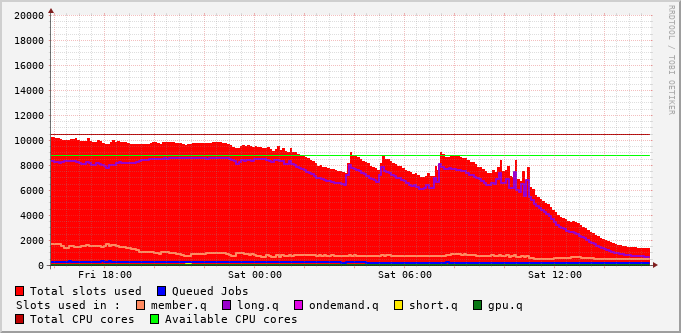 20000
18000
16000
14000
12000
10000
8000
6000
4000
2000
0
Fri 18:00 Sat 00:00 Sat 06:00 Sat 12:00
RRDTOOL / TOBI OETIKER
Total slots used Queued Jobs
Slots used in : member.q long.q ondemand.q short.q gpu.q
Total CPU cores Available CPU cores